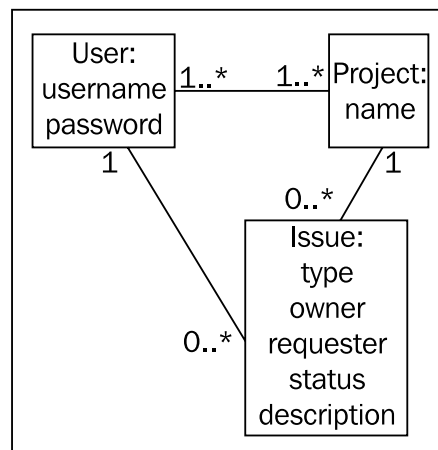 User:
username
password
1..*
1..*
Project:
name
1
1
0..*
0..*
Issue:
type
owner
requester
status
description